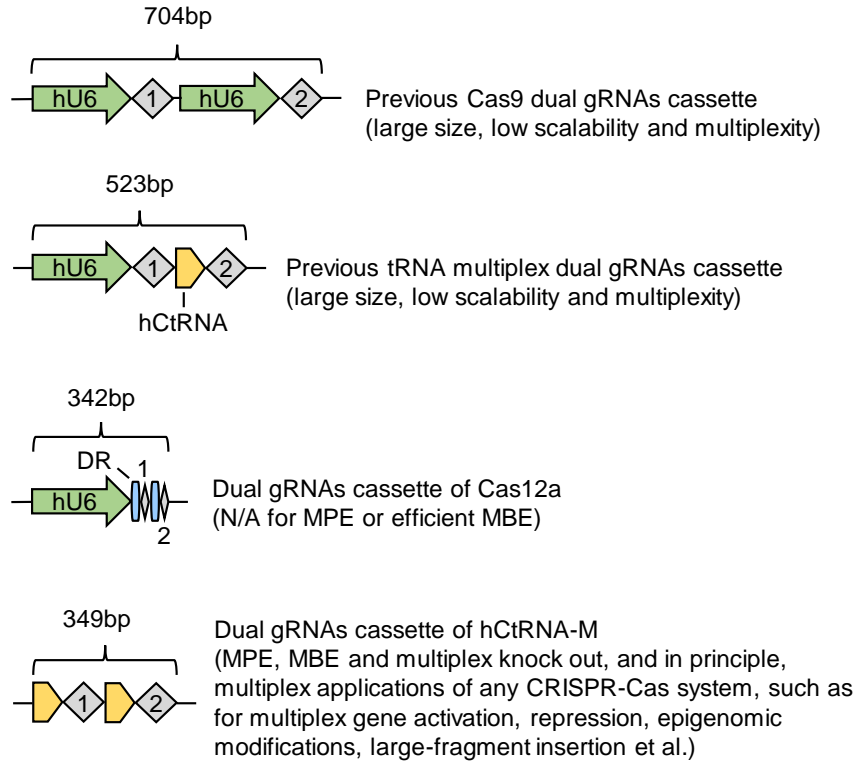 704bp
hU6 1 hU6 2
Previous Cas9 dual gRNAs cassette
(large size, low scalability and multiplexity)
523bp
hU6 1 2
hCtRNA
Previous tRNA multiplex dual gRNAs cassette
(large size, low scalability and multiplexity)
342bp
DR 1
hU6
2
Dual gRNAs cassette of Cas12a
(N/A for MPE or efficient MBE)
349bp
1 2
Dual gRNAs cassette of hCtRNA-M
(MPE, MBE and multiplex knock out, and in principle,
multiplex applications of any CRISPR-Cas system, such as
for multiplex gene activation, repression, epigenomic
modifications, large-fragment insertion et al.)